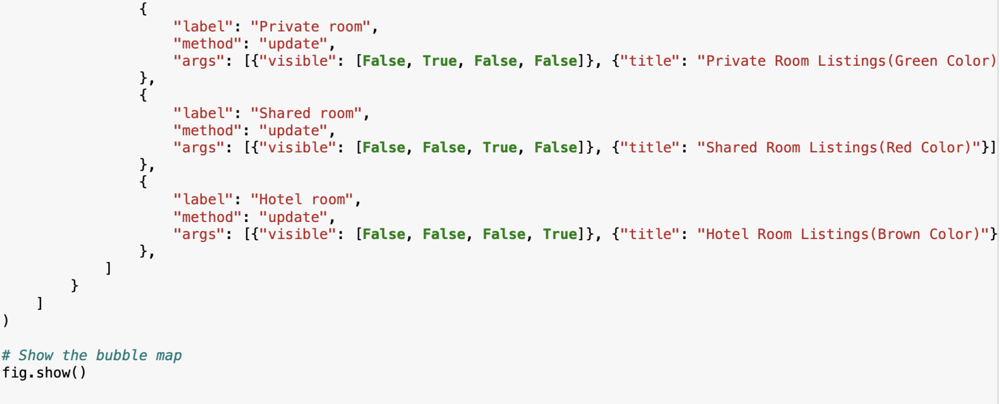 {
"label": "Private room",
"method": "update",
"args": [{"visible": [False, True, False, False]}, {"title": "Private Room Listings(Green Color)
},
{
"label": "Shared room",
"method": "update",
"args": [{"visible": [False, False, True, False]}, {"title": "Shared Room Listings(Red Color)"}]
},
{
"label": "Hotel room",
"method": "update",
"args": [{"visible": [False, False, False, True]}, {"title": "Hotel Room Listings(Brown Color)"}
},
]
}
]
)
# Show the bubble map
fig.show()